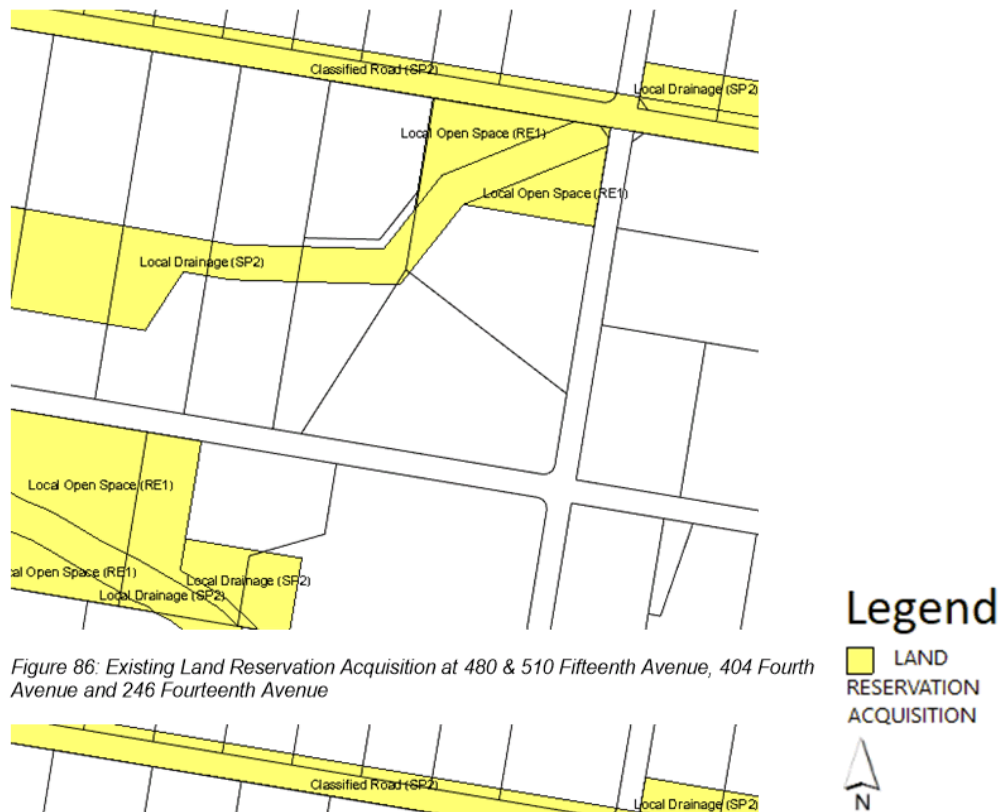 Classified Road (SP2)
Local Drainage (SP2)
Local Open Space (RE1)
Local Open Space (RE1)
Local Drainage (SP2)
Local Open Space (RE1)
cal Open Space (RE1)
Local Drainage (SP2)
Local Drainage (SP2)
Figure 86: Existing Land Reservation Acquisition at 480 & 510 Fifteenth Avenue, 404 Fourth
Avenue and 246 Fourteenth Avenue
Legend
LAND
RESERVATION
ACQUISITION
N
Classified Road (SP2)
Local Drainage (SP2)